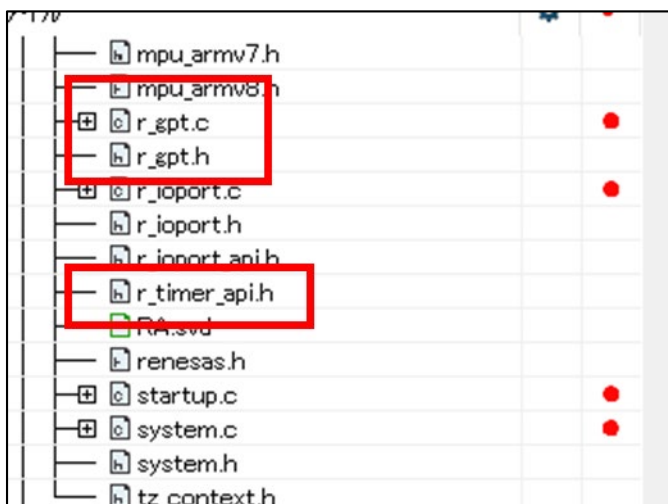 mpu_armv7.h
mpu_armv8.h
r_gpt.c
r_gpt.h
r_ioport.c
r_ioport.h
r_ioport_api.h
r_timer_api.h
RA.svd
renesas.h
startup.c
system.c
system.h
tz_context.h